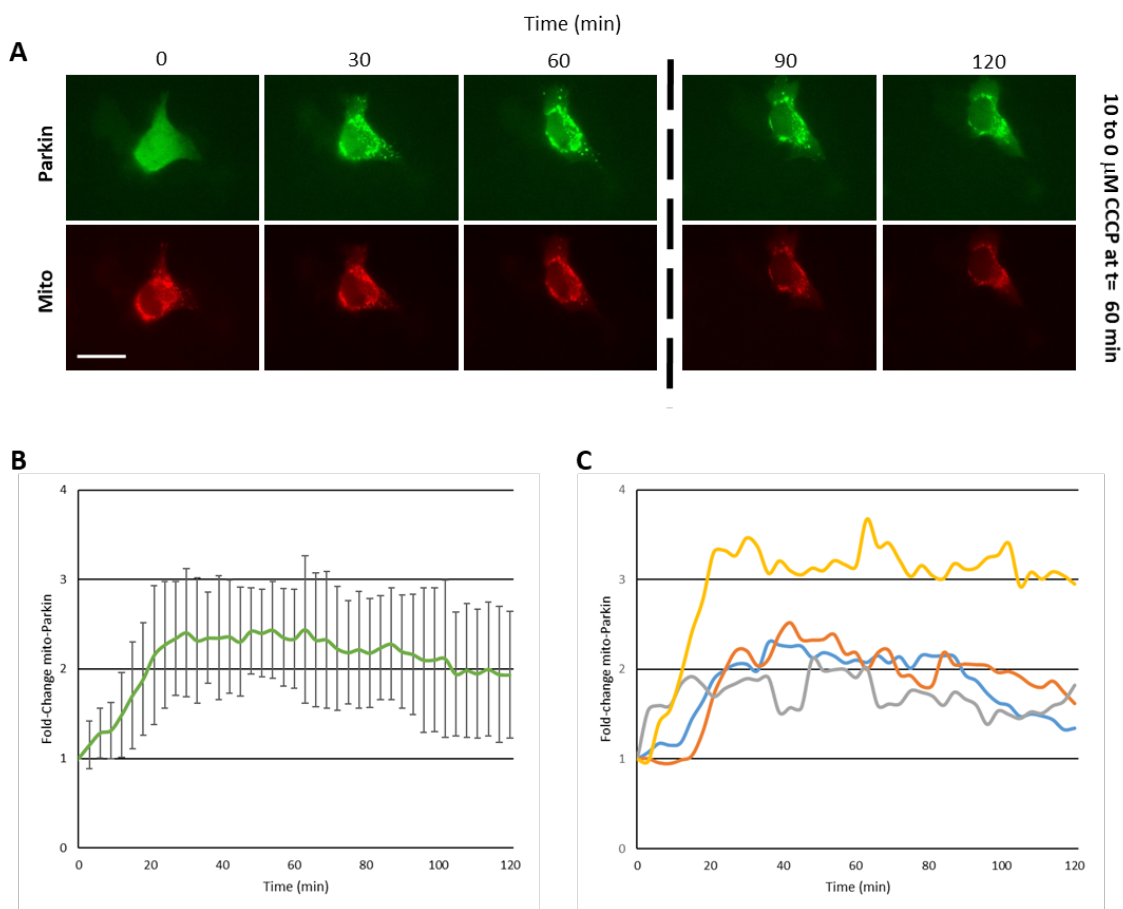 Time (min)
A
0 30 60 90 120
Parkin
Mito
10 to 0 μM CCCP at t= 60 min
B
4
3
2
1
0
Fold-Change mito-Parkin
0 20 40 60 80 100 120
Time (min)
C
4
3
2
1
0
Fold-change mito-Parkin
0 20 40 60 80 100 120
Time (min)